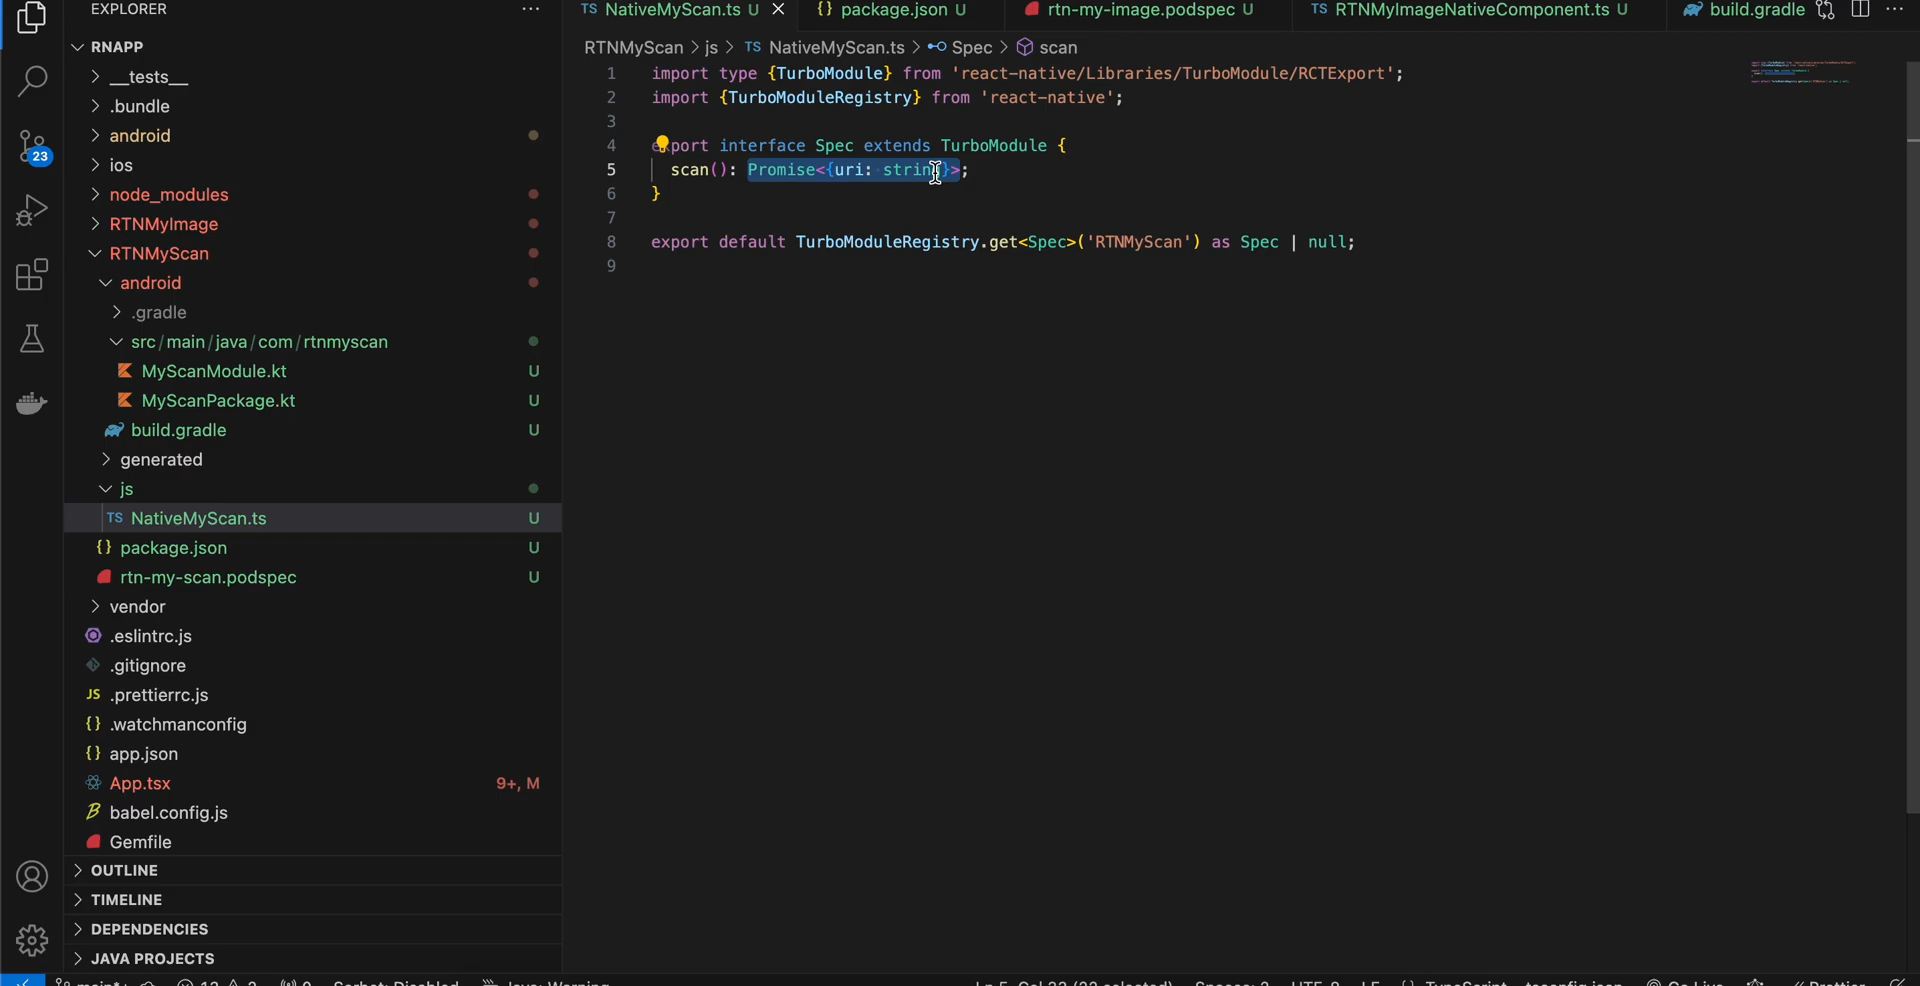 EXPLORER
RNAPP
__tests__
.bundle
android
ios
node_modules
RTNMyImage
RTNMyScan
android
.gradle
src/main/java/com/rtnmyscan
MyScanModule.kt U
MyScanPackage.kt U
build.gradle U
generated
js
TS NativeMyScan.ts U
{} package.json U
rtn-my-scan.podspec U
vendor
.eslintrc.js
.gitignore
JS .prettierrc.js
{} .watchmanconfig
{} app.json
App.tsx 9+, M
babel.config.js
Gemfile
OUTLINE
TIMELINE
DEPENDENCIES
JAVA PROJECTS
23
TS NativeMyScan.ts U
{} package.json U
rtn-my-image.podspec U
TS RTNMyImageNativeComponent.ts U
build.gradle
RTNMyScan > js > TS NativeMyScan.ts > Spec > scan
1 import type {TurboModule} from 'react-native/Libraries/TurboModule/RCTExport';
2 import {TurboModuleRegistry} from 'react-native';
3
4 export interface Spec extends TurboModule {
5 scan(): Promise<{uri: string}>;
6 }
7
8 export default TurboModuleRegistry.get<Spec>('RTNMyScan') as Spec | null;
9